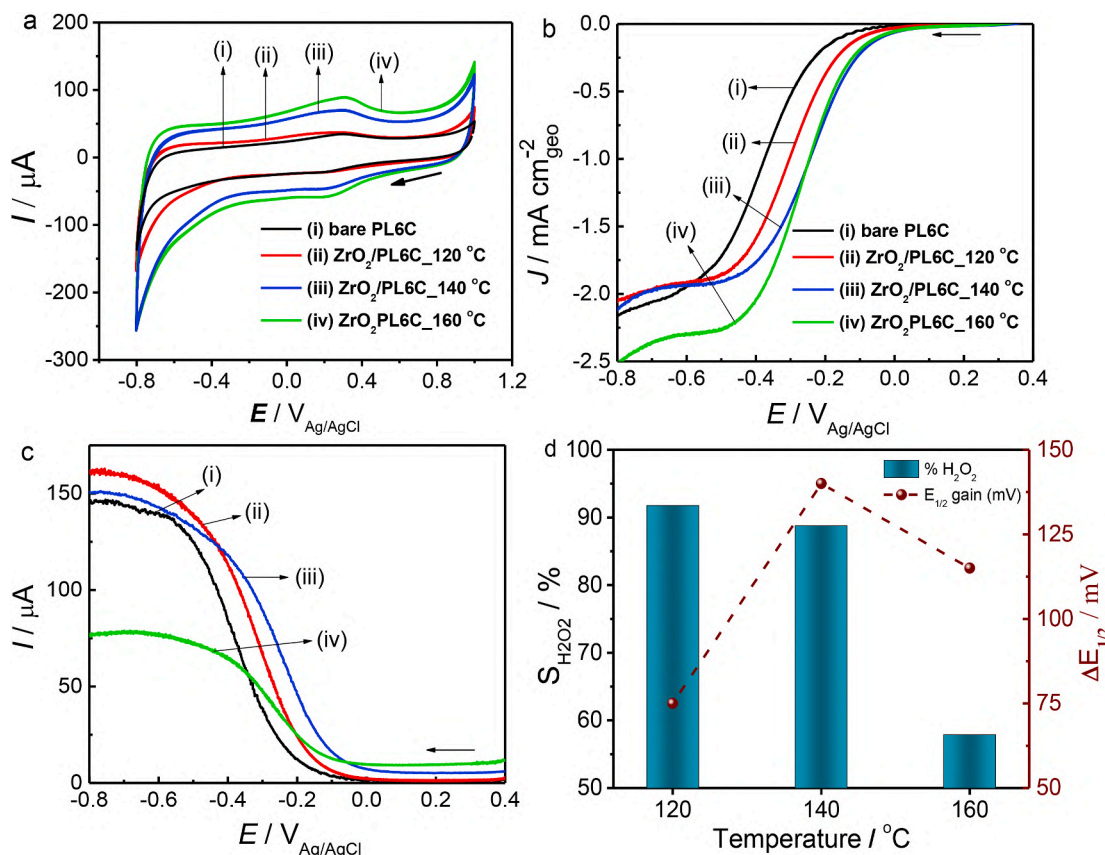 a
200
100
0
-100
-200
-300
I / µA
(i)
(ii)
(iii)
(iv)
(i) bare PL6C
(ii) ZrO2/PL6C_120 °C
(iii) ZrO2/PL6C_140 °C
(iv) ZrO2PL6C_160 °C
-0.8
-0.4
0.0
0.4
0.8
1.2
E / V Ag/AgCl
b
0.0
-0.5
-1.0
-1.5
-2.0
-2.5
J / mA cm-2 geo
(i)
(ii)
(iii)
(iv)
(i) bare PL6C
(ii) ZrO2/PL6C_120 °C
(iii) ZrO2/PL6C_140 °C
(iv) ZrO2PL6C_160 °C
-0.8
-0.6
-0.4
-0.2
0.0
0.2
0.4
E / V Ag/AgCl
c
150
100
50
0
I / µA
(i)
(ii)
(iii)
(iv)
-0.8
-0.6
-0.4
-0.2
0.0
0.2
0.4
E / V Ag/AgCl
d
100
90
80
70
60
50
S H2O2 / %
% H2O2
E1/2 gain (mV)
150
125
100
75
50
ΔE1/2 / mV
120
140
160
Temperature / °C